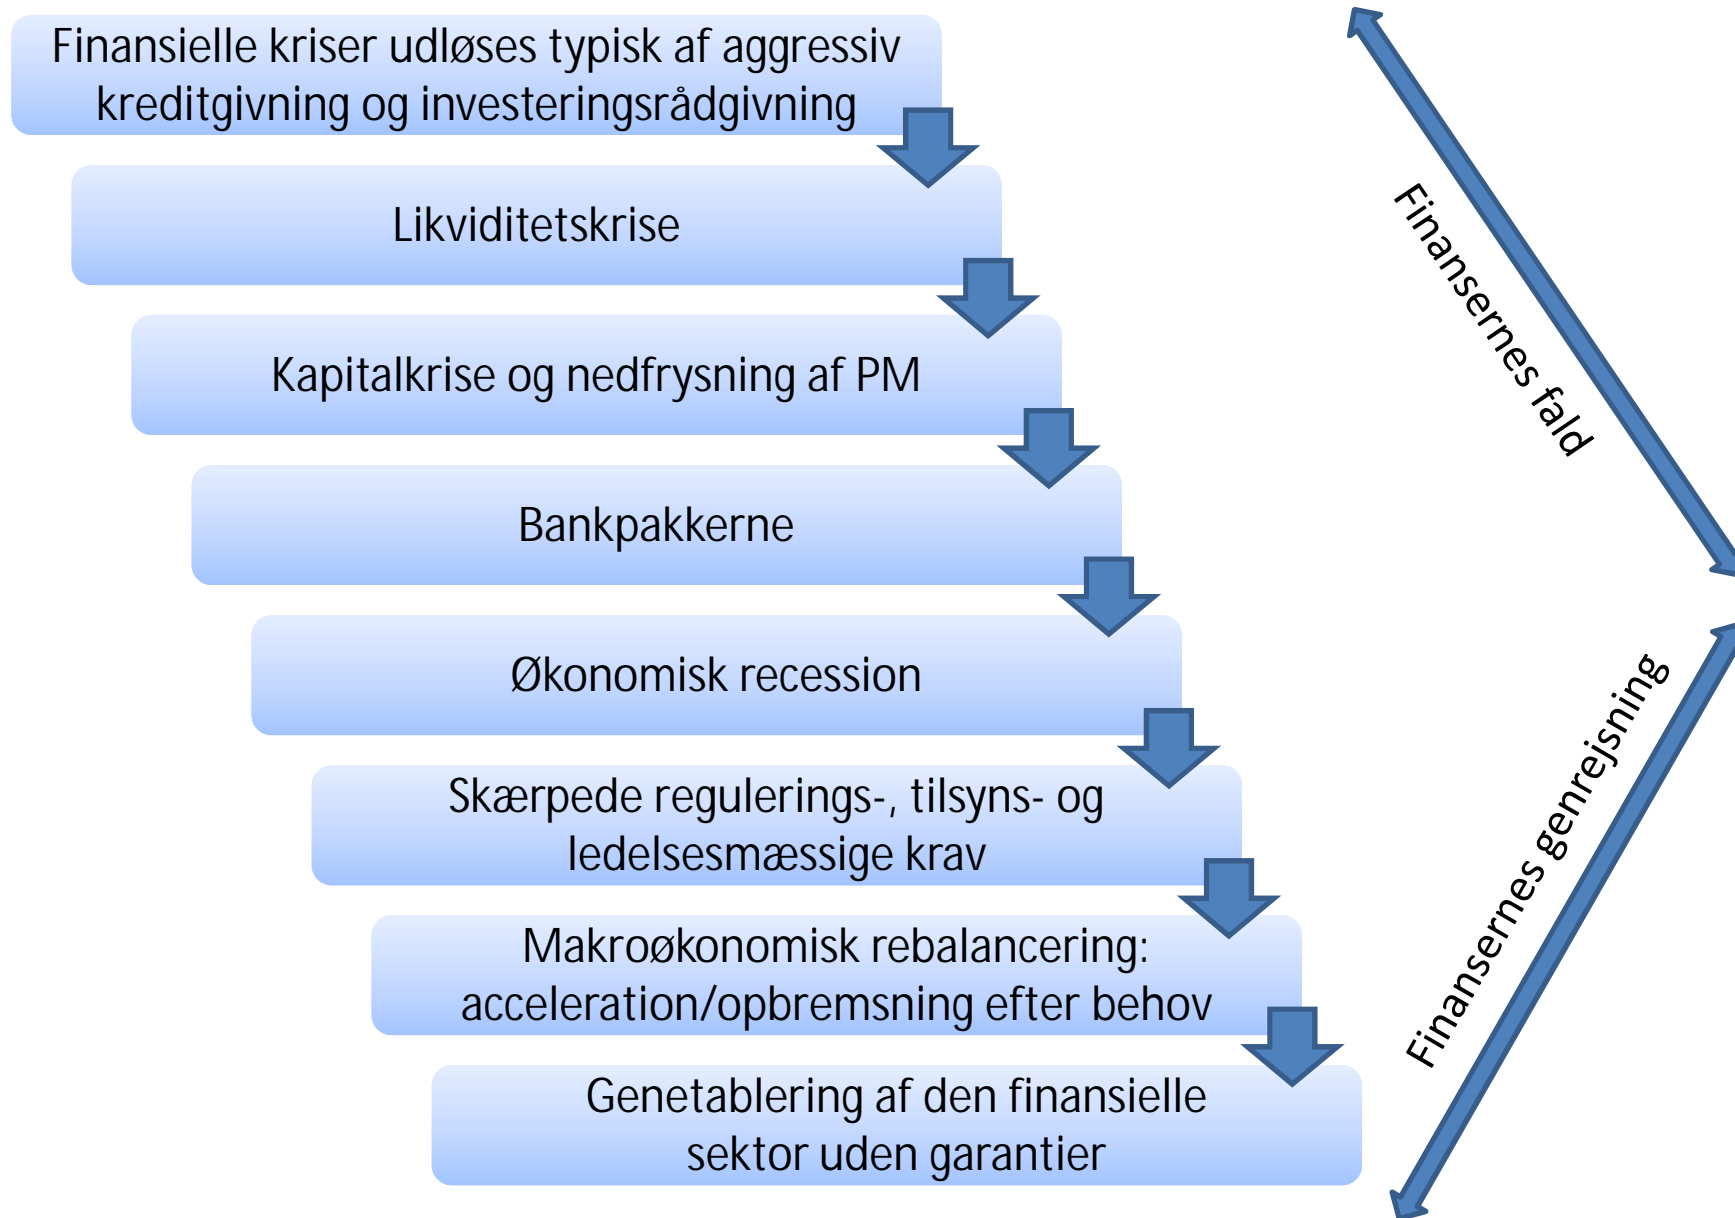 Finansielle kriser udløses typisk af aggressiv
kreditgivning og investeringsrådgivning
Likviditetskrise
Kapitalkrise og nedfrysning af PM
Bankpakkerne
Økonomisk recession
Skærpede regulerings-, tilsyns- og
ledelsesmæssige krav
Makroøkonomisk rebalancering:
acceleration/opbremsning efter behov
Genetablering af den finansielle
sektor uden garantier
Finansernes fald
Finansernes genrejsning